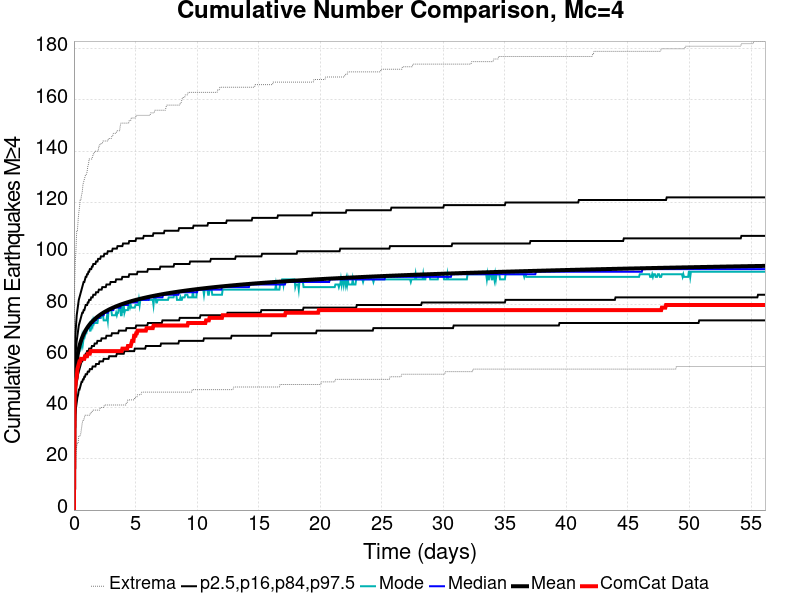 Cumulative Number Comparison, Mc=4
Cumulative Num Earthquakes M≥4
180
160
140
120
100
80
60
40
20
0
0 5 10 15 20 25 30 35 40 45 50 55
Time (days)
Extrema p2.5,p16,p84,p97.5 Mode Median Mean ComCat Data